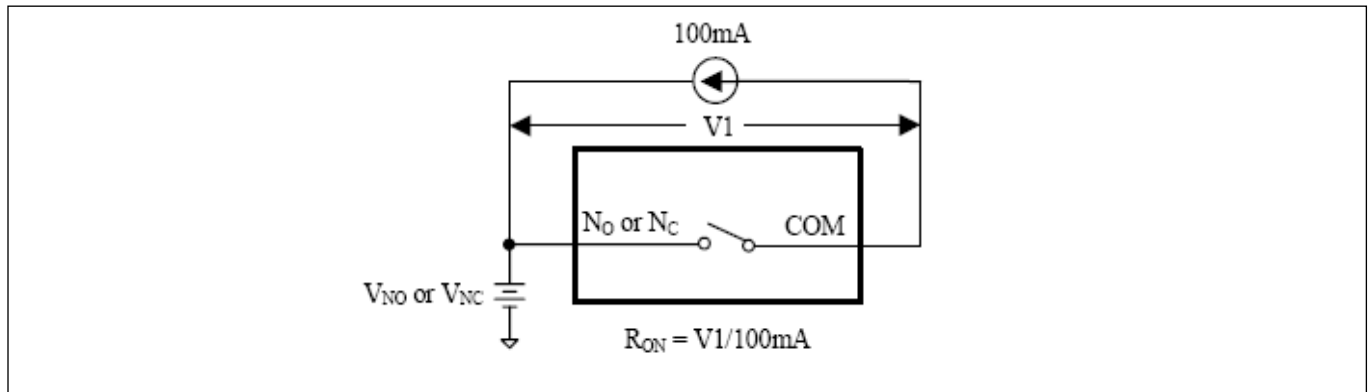 100mA
V1
NO or NC
COM
VNO or VNC
RON = V1/100mA